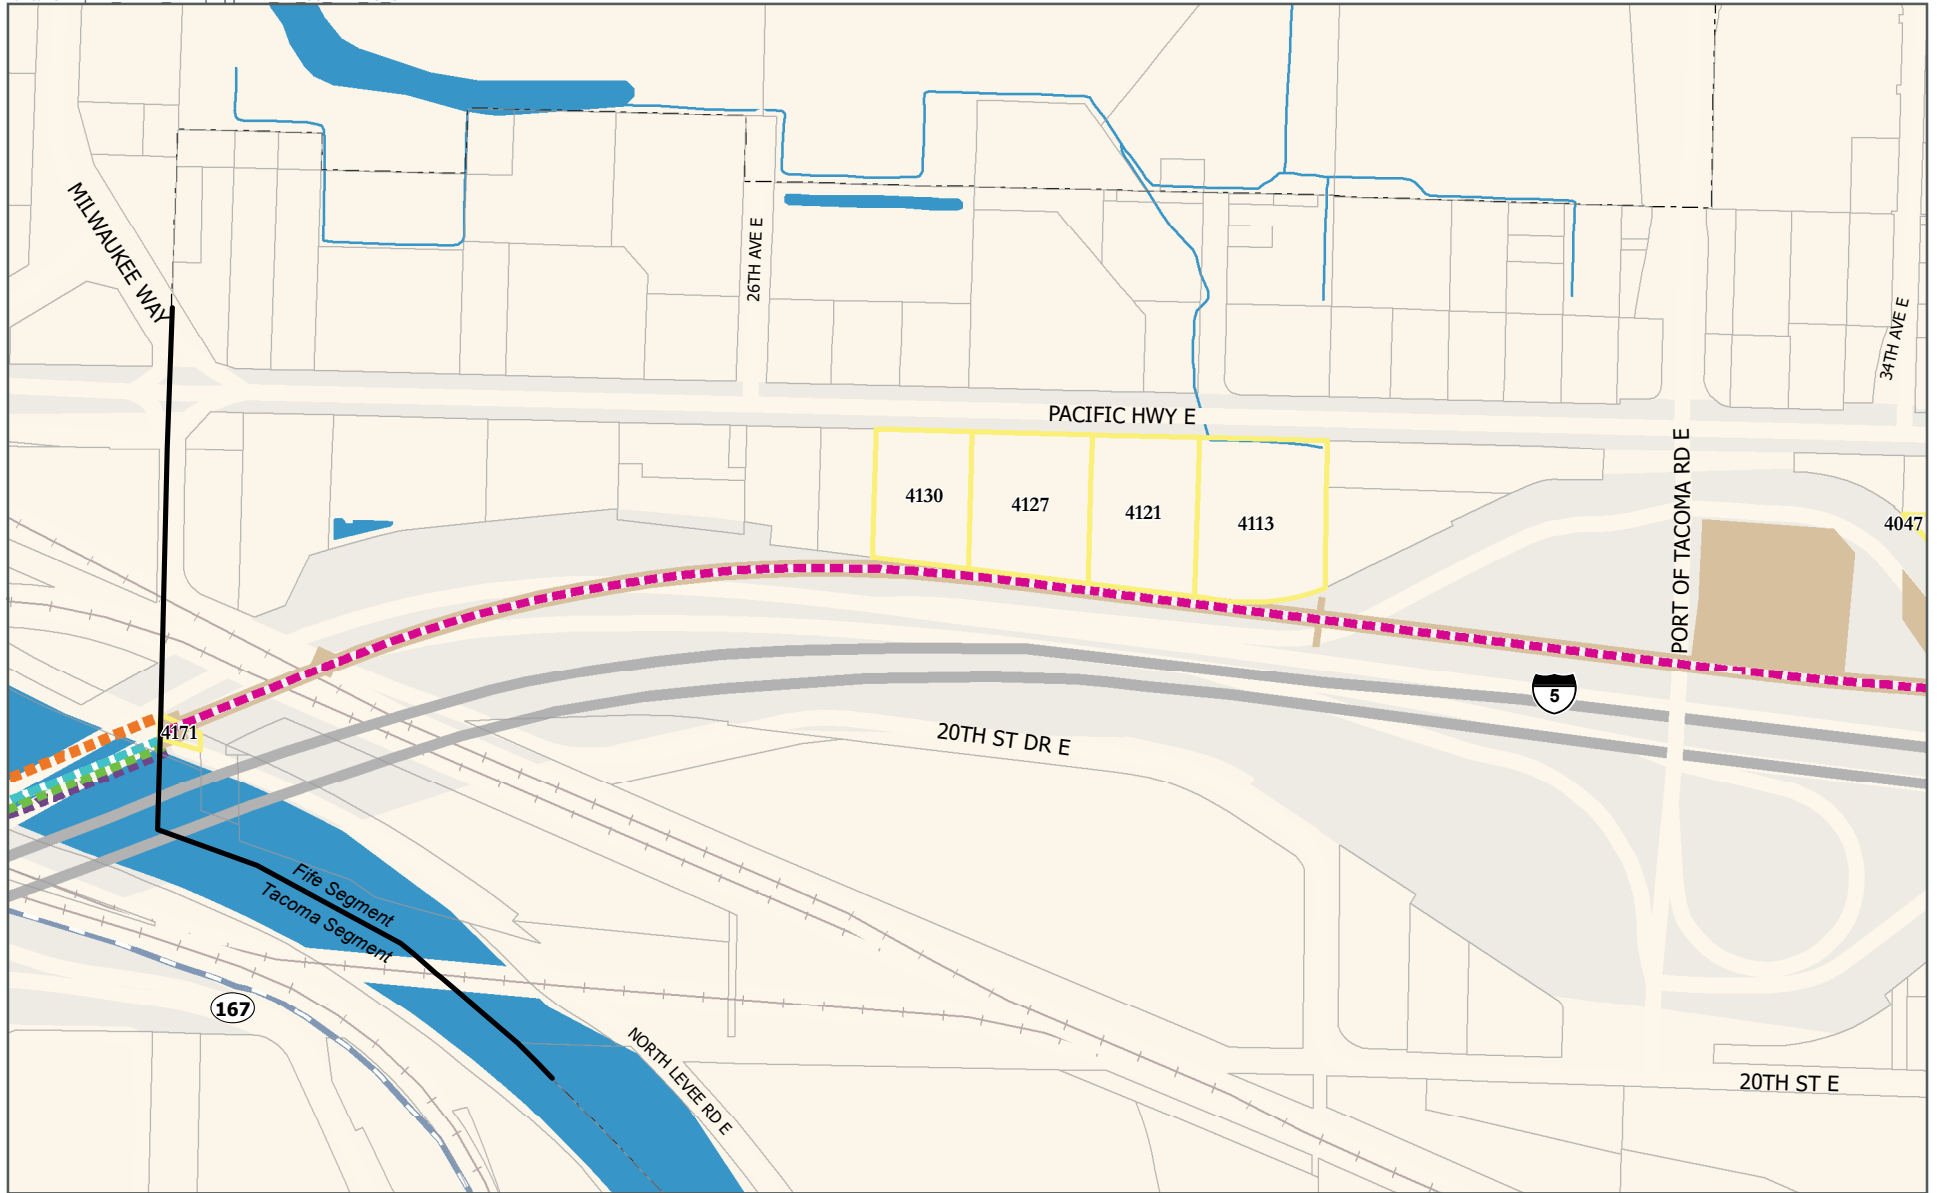 MILWAUKEE WAY
26TH AVE E
34TH AVE E
PACIFIC HWY E
PORT OF TACOMA RD E
4130
4127
4121
4113
4047
5
4171
20TH ST DR E
Fife Segment
Tacoma Segment
167
NORTH LEVEE RD E
20TH ST E